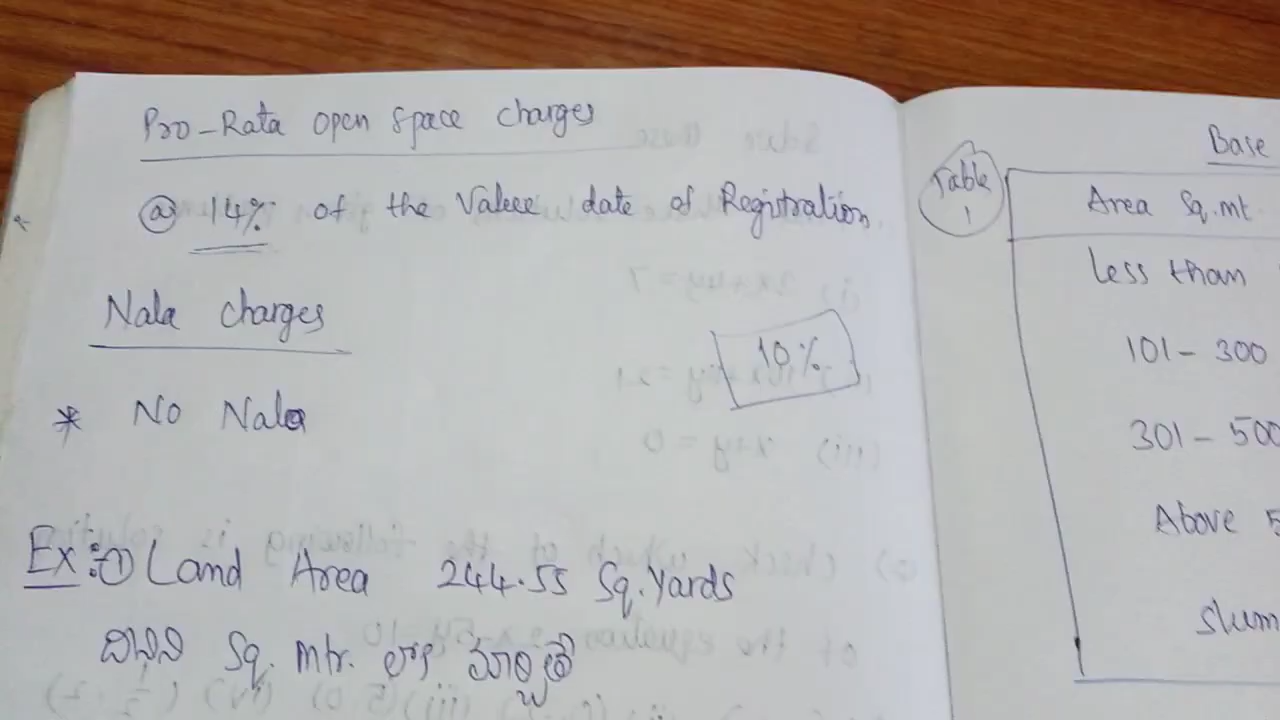 Pro-Rata open space charges
@ 14% of the Value date of Registration
Nala charges
10%
* No Nala
Ex:① Land Area 244.55 Sq.Yards
దీనిని Sq. mtr. లోకి మార్చితే
Table 1
Base
Area Sq.mt
less than
101 - 300
301 - 500
Above 5
slum